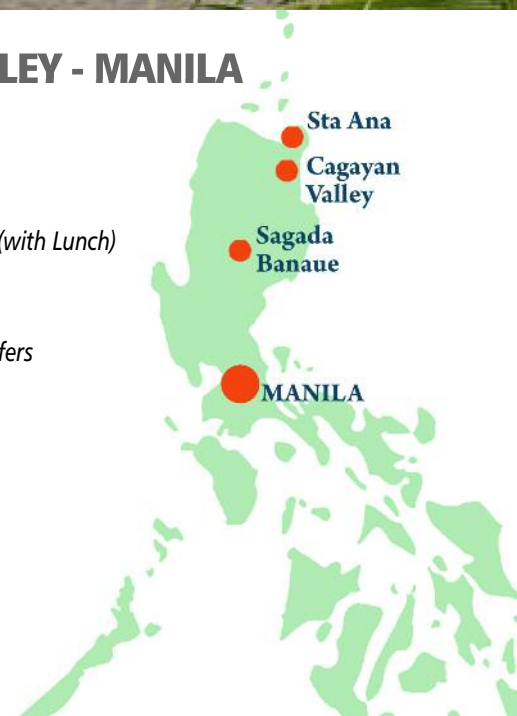 LEY - MANILA
Sta Ana
Cagayan
Valley
(with Lunch)
Sagada
Banaue
fers
MANILA